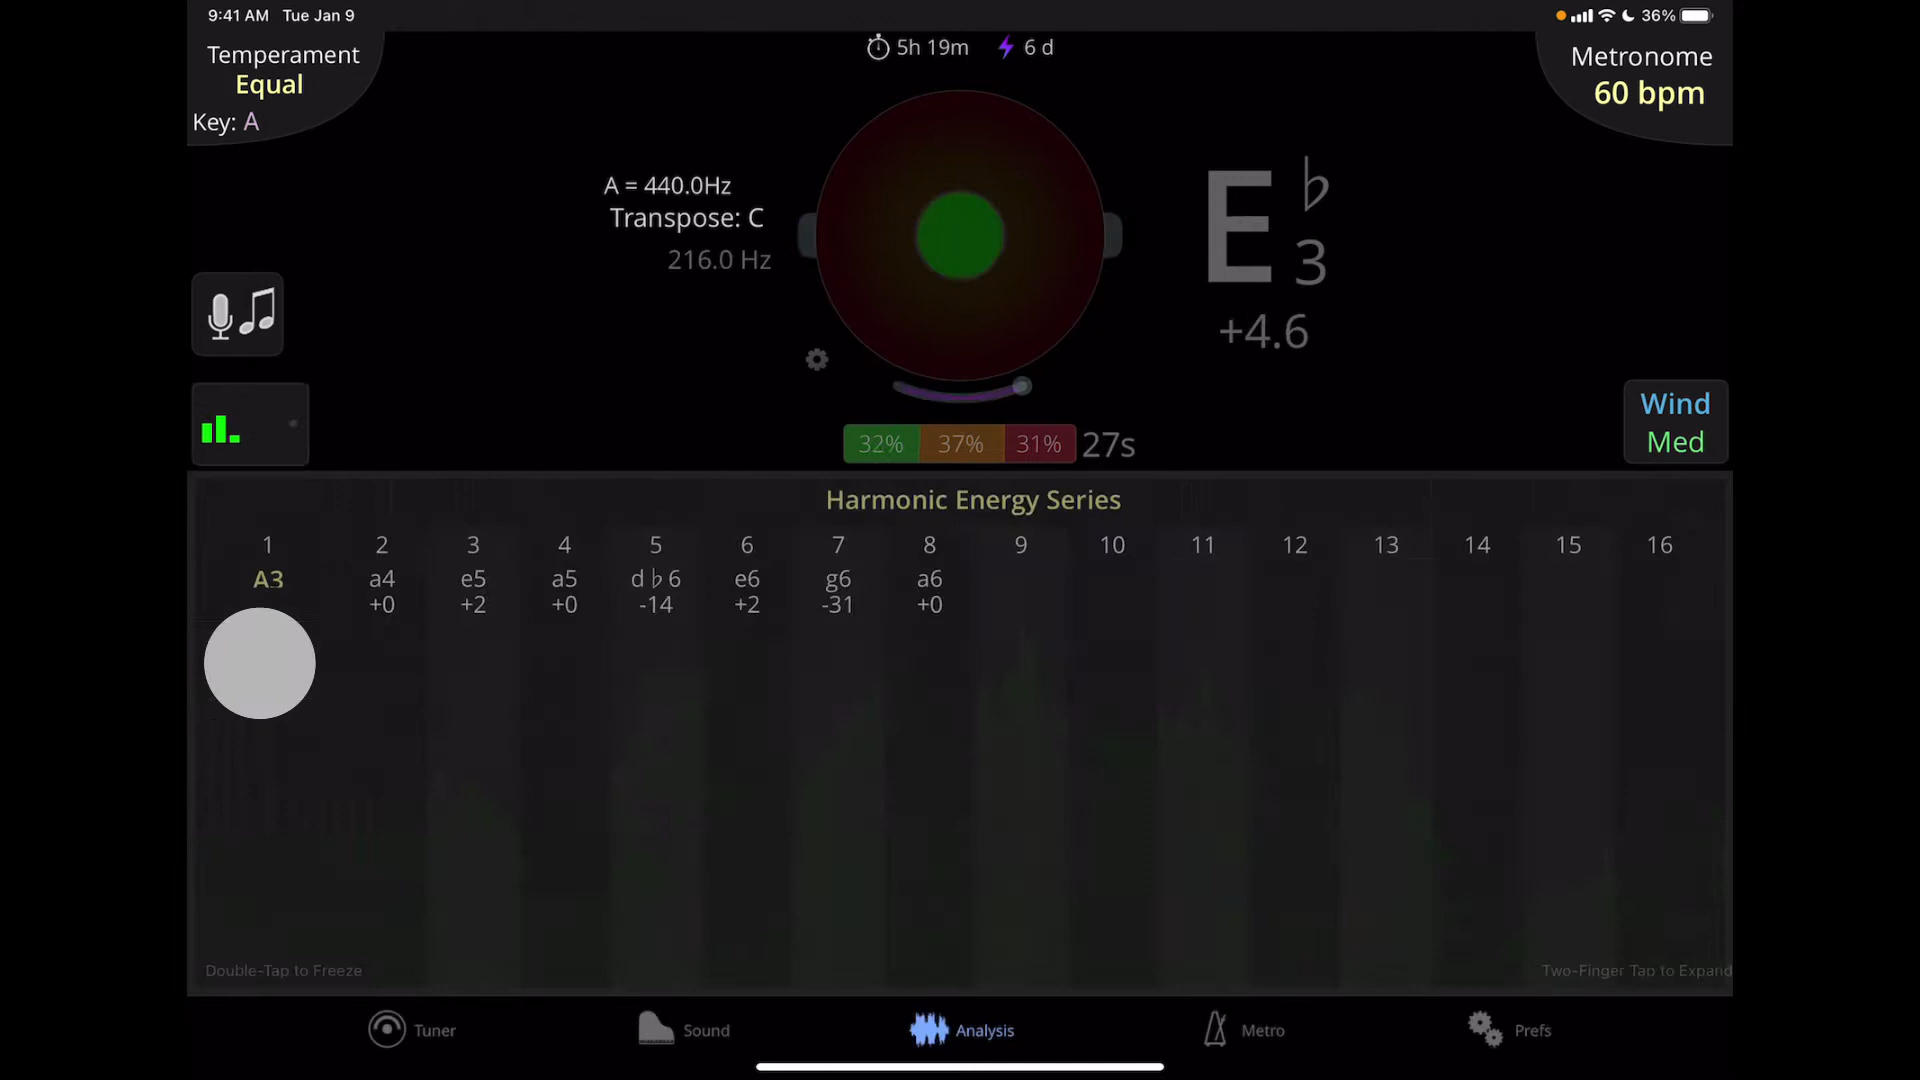 9:41 AM Tue Jan 9
36%
Temperament
Equal
Key: A
5h 19m 6 d
Metronome
60 bpm
A = 440.0Hz
Transpose: C
216.0 Hz
E♭3
+4.6
32% 37% 31% 27s
Wind
Med
Harmonic Energy Series
1 2 3 4 5 6 7 8 9 10 11 12 13 14 15 16
A3 a4 e5 a5 d♭6 e6 g6 a6
+0 +2 +0 -14 +2 -31 +0
Double-Tap to Freeze
Two-Finger Tap to Expand
Tuner Sound Analysis Metro Prefs